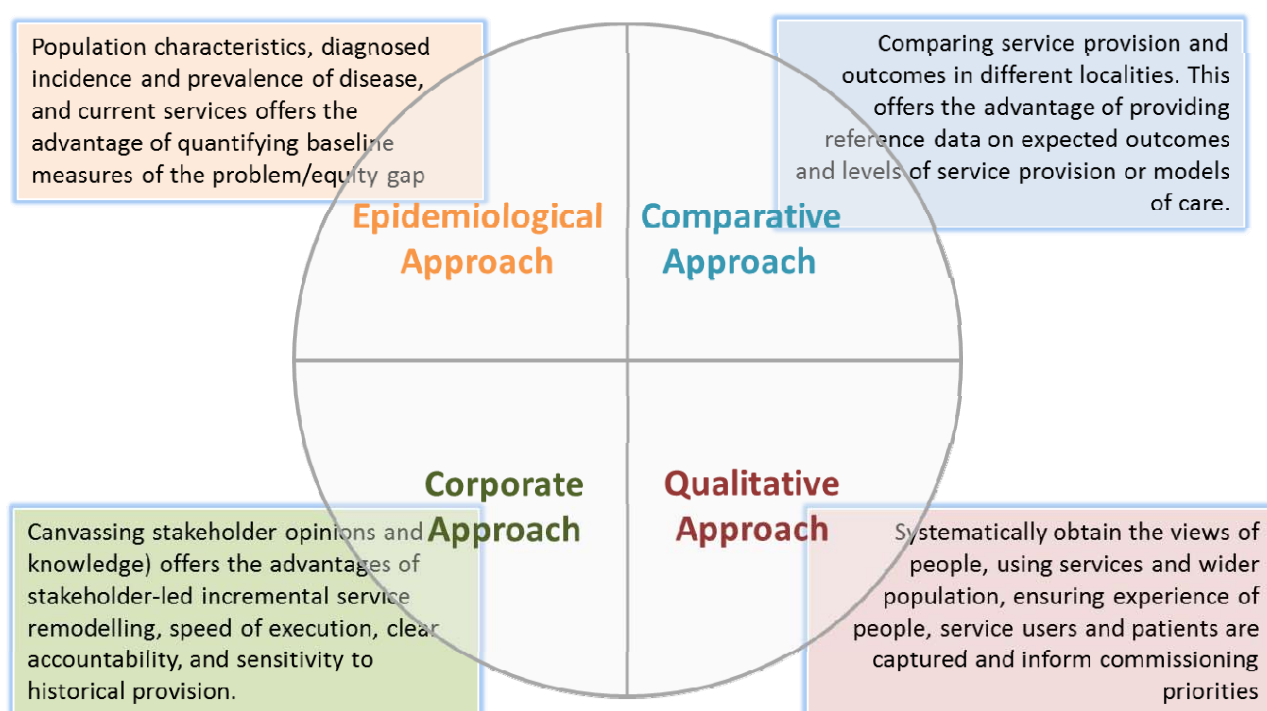 Population characteristics, diagnosed
incidence and prevalence of disease,
and current services offers the
advantage of quantifying baseline
measures of the problem/equity gap
Comparing service provision and
outcomes in different localities. This
offers the advantage of providing
reference data on expected outcomes
and levels of service provision or models
of care.
Epidemiological
Approach
Comparative
Approach
Corporate
Approach
Qualitative
Approach
Canvassing stakeholder opinions and
knowledge) offers the advantages of
stakeholder-led incremental service
remodelling, speed of execution, clear
accountability, and sensitivity to
historical provision.
Systematically obtain the views of
people, using services and wider
population, ensuring experience of
people, service users and patients are
captured and inform commissioning
priorities